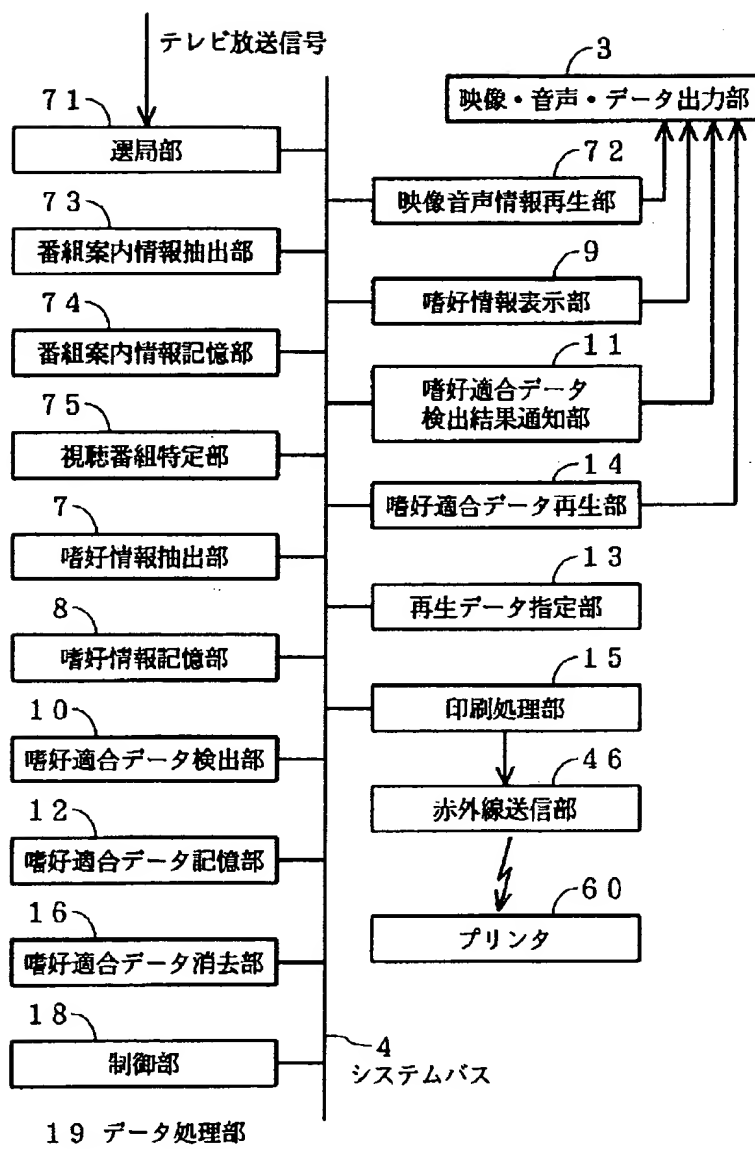 テレビ放送信号
７１
選局部
７３
番組案内情報抽出部
７４
番組案内情報記憶部
７５
視聴番組特定部
７
嗜好情報抽出部
８
嗜好情報記憶部
１０
嗜好適合データ検出部
１２
嗜好適合データ記憶部
１６
嗜好適合データ消去部
１８
制御部
１９ データ処理部
３
映像・音声・データ出力部
７２
映像音声情報再生部
９
嗜好情報表示部
１１
嗜好適合データ
検出結果通知部
１４
嗜好適合データ再生部
１３
再生データ指定部
１５
印刷処理部
４６
赤外線送信部
６０
プリンタ
４
システムバス